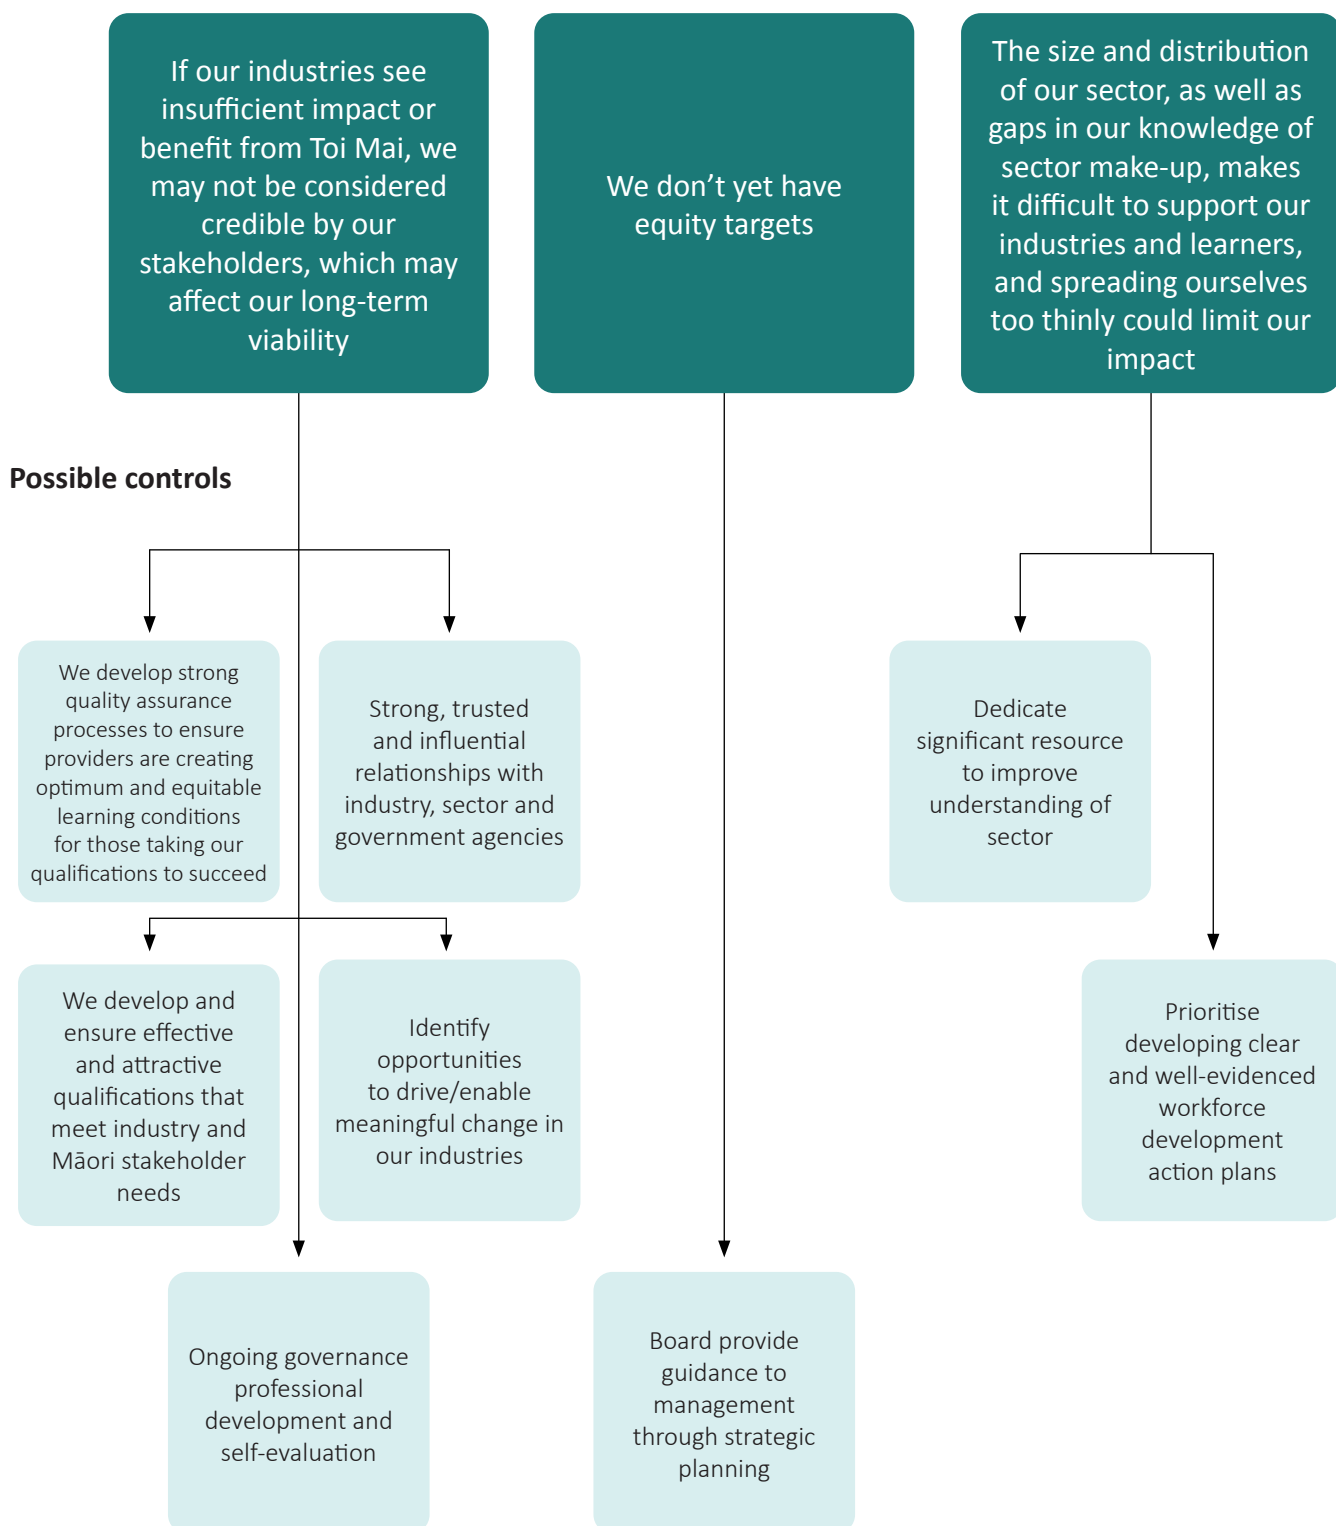 If our industries see
insufficient impact or
benefit from Toi Mai, we
may not be considered
credible by our
stakeholders, which may
affect our long-term
viability
We don’t yet have
equity targets
The size and distribution
of our sector, as well as
gaps in our knowledge of
sector make-up, makes
it difficult to support our
industries and learners,
and spreading ourselves
too thinly could limit our
impact
Possible controls
We develop strong
quality assurance
processes to ensure
providers are creating
optimum and equitable
learning conditions
for those taking our
qualifications to succeed
Strong, trusted
and influential
relationships with
industry, sector and
government agencies
Dedicate
significant resource
to improve
understanding of
sector
We develop and
ensure effective
and attractive
qualifications that
meet industry and
Māori stakeholder
needs
Identify
opportunities
to drive/enable
meaningful change in
our industries
Prioritise
developing clear
and well-evidenced
workforce
development
action plans
Ongoing governance
professional
development and
self-evaluation
Board provide
guidance to
management
through strategic
planning